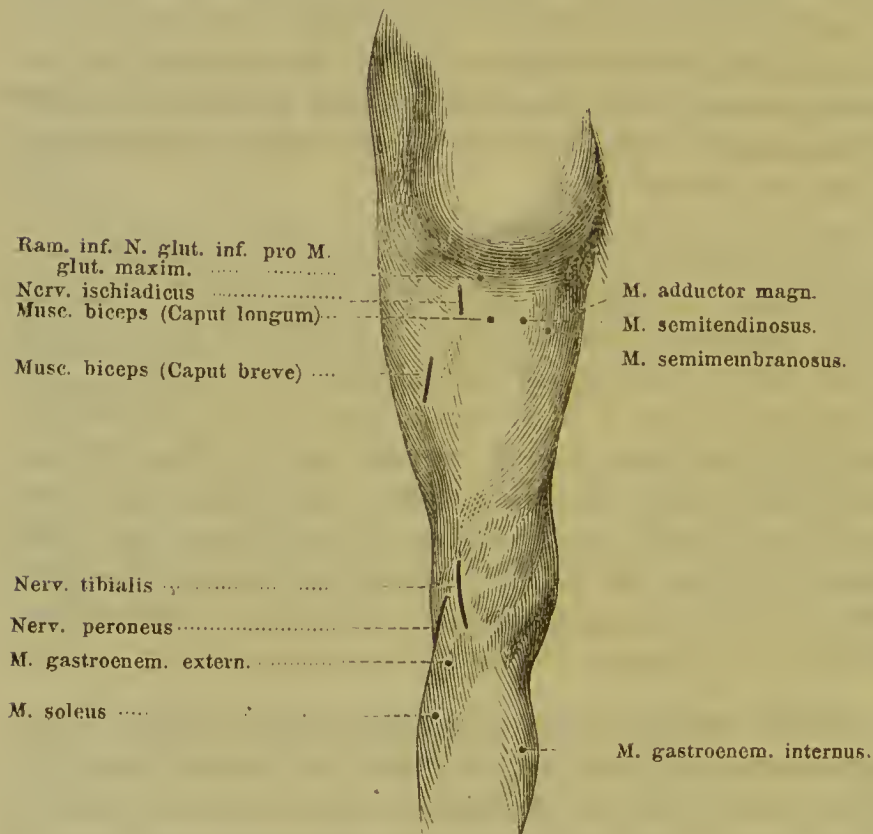 Ram. inf. N. glut. inf. pro M.
glut. maxim.
Nerv. ischiadicus
Musc. biceps (Caput longum)
Musc. biceps (Caput breve)
Nerv. tibialis
Nerv. peroneus
M. gastrocnem. extern.
M. soleus
M. adductor magn.
M. semitendinosus.
M. semimembranosus.
M. gastrocnem. internus.